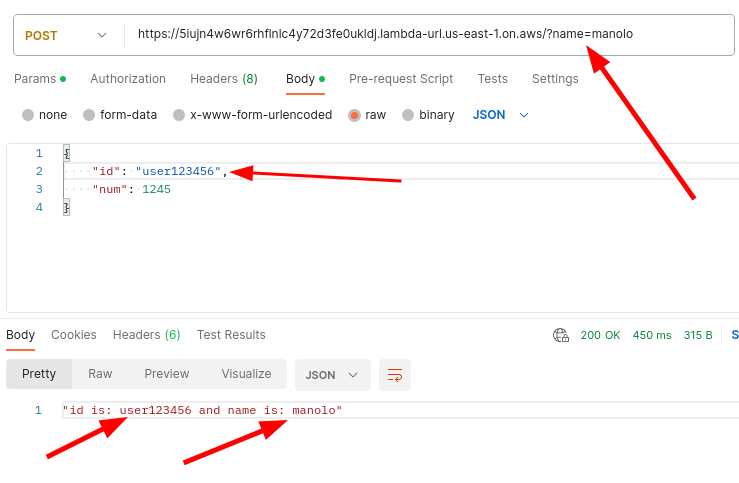 POST https://5iujn4w6wr6rhflnlc4y72d3fe0ukldj.lambda-url.us-east-1.on.aws/?name=manolo
Params Authorization Headers (8) Body Pre-request Script Tests Settings
none form-data x-www-form-urlencoded raw binary JSON
1 {
2 "id": "user123456",
3 "num": 1245
4 }
Body Cookies Headers (6) Test Results 200 OK 450 ms 315 B S
Pretty Raw Preview Visualize JSON
1 "id is: user123456 and name is: manolo"